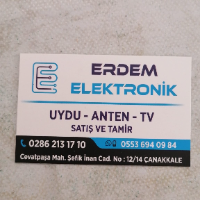 ERDEM
ELEKTRONİK
UYDU - ANTEN - TV
SATIŞ VE TAMİR
0286 213 17 10
0553 694 09 84
Cevatpaşa Mah. Şefik İnan Cad. No : 12/14 ÇANAKKALE